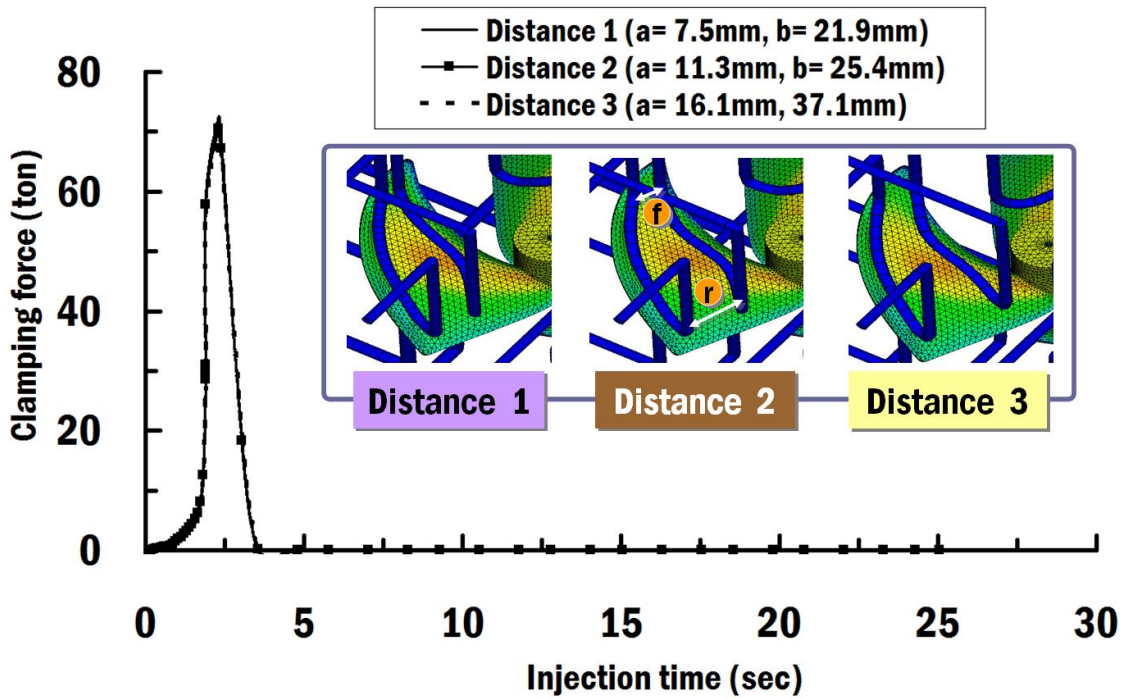 Distance 1 (a= 7.5mm, b= 21.9mm)
Distance 2 (a= 11.3mm, b= 25.4mm)
Distance 3 (a= 16.1mm, 37.1mm)
80
60
40
20
0
Clamping force (ton)
f
r
Distance 1
Distance 2
Distance 3
0 5 10 15 20 25 30
Injection time (sec)